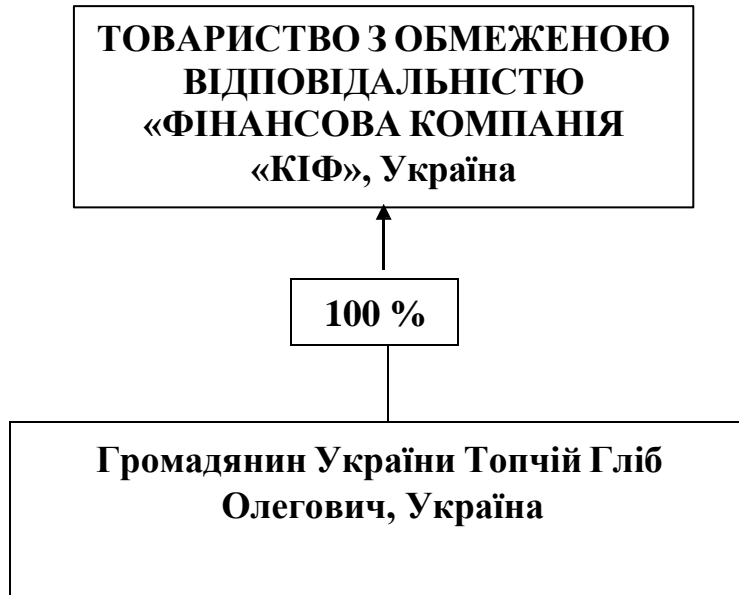 ТОВАРИСТВО З ОБМЕЖЕНОЮ
ВІДПОВІДАЛЬНІСТЮ
«ФІНАНСОВА КОМПАНІЯ
«КІФ», Україна
100 %
Громадянин України Топчій Гліб
Олегович, Україна